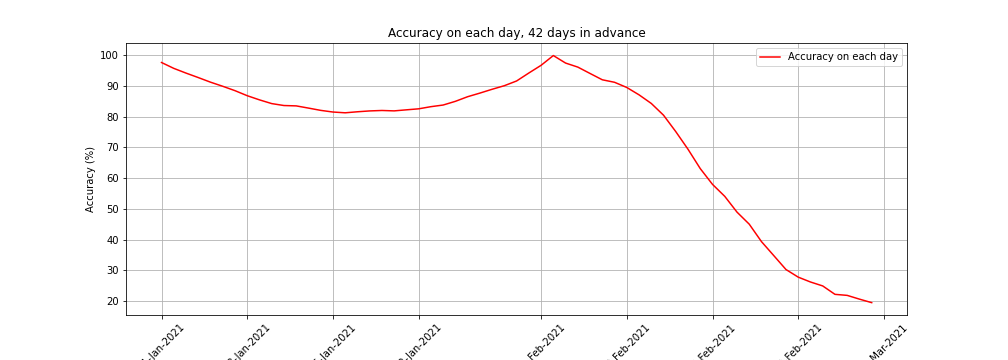 Accuracy on each day, 42 days in advance
Accuracy on each day
Accuracy (%)
100
90
80
70
60
50
40
30
20
-Jan-2021
-Jan-2021
-Jan-2021
-Jan-2021
Feb-2021
-Feb-2021
-Feb-2021
-Feb-2021
Mar-2021